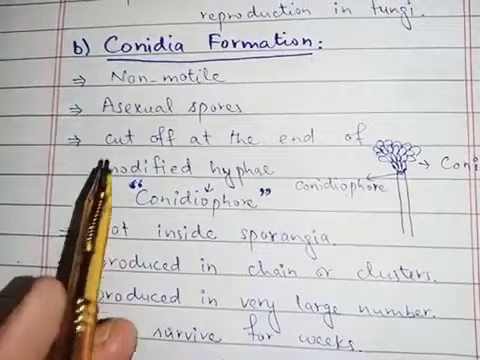 reproduction in fungi.
b) Conidia Formation:
⇒ Non-motile
⇒ Asexual spores
⇒ cut off at the end of
modified hyphae
"Conidiophore"
conidiophore
→ Coni
inside sporangia.
produced in chain or clusters.
produced in very large number.
survive for weeks.